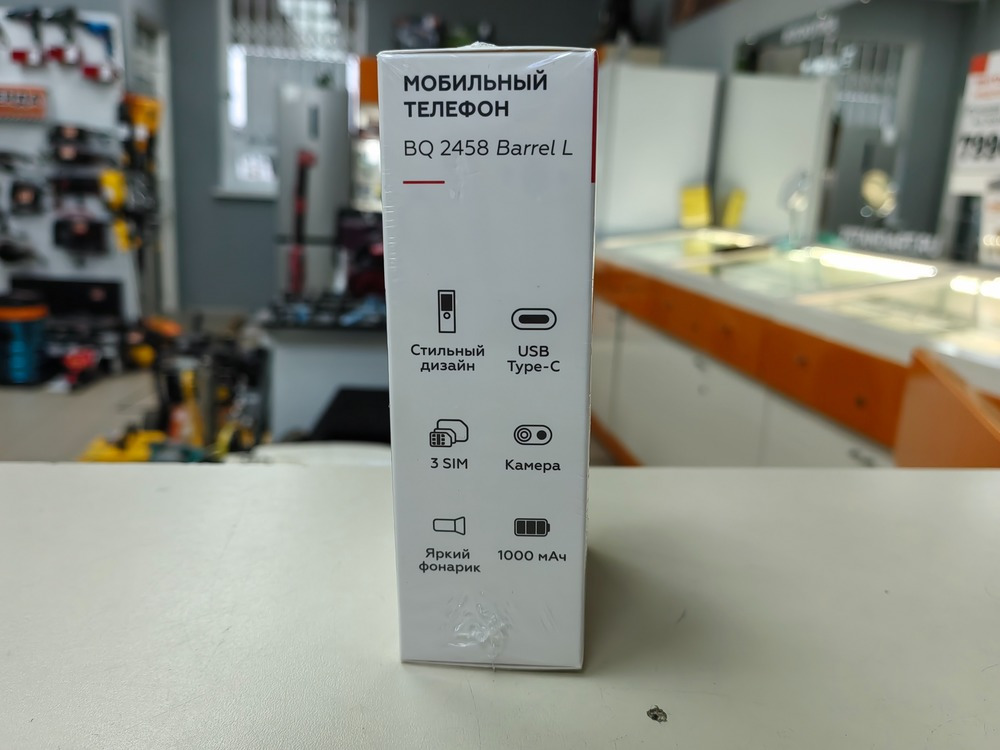 МОБИЛЬНЫЙ
ТЕЛЕФОН
BQ 2458 Barrel L
Стильный
дизайн
USB
Type-C
3 SIM
Камера
Яркий
фонарик
1000 мАч